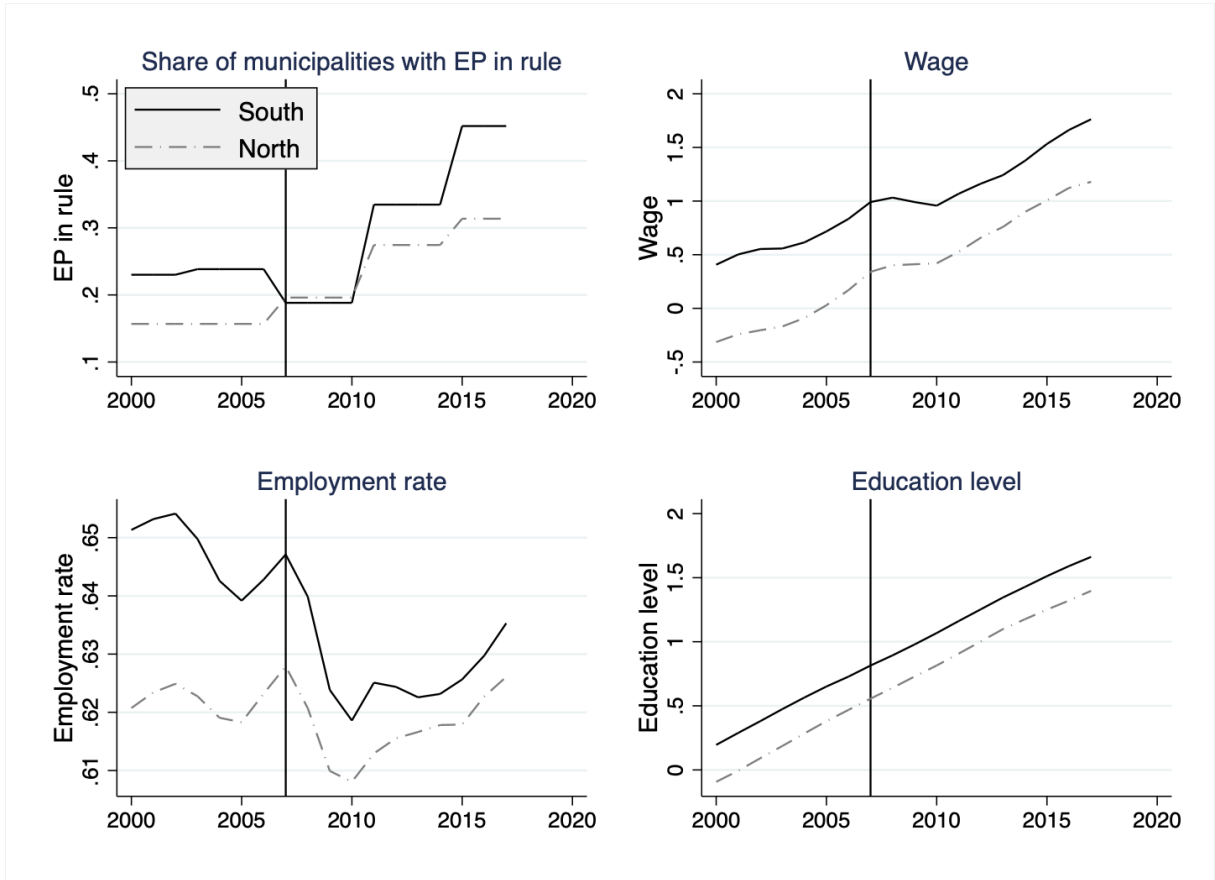 Share of municipalities with EP in rule
EP in rule
.5
.4
.3
.2
.1
South
North
2000 2005 2010 2015 2020
Wage
Wage
2
1.5
1
.5
0
-.5
2000 2005 2010 2015 2020
Employment rate
Employment rate
.65
.64
.63
.62
.61
2000 2005 2010 2015 2020
Education level
Education level
2
1.5
1
.5
0
2000 2005 2010 2015 2020